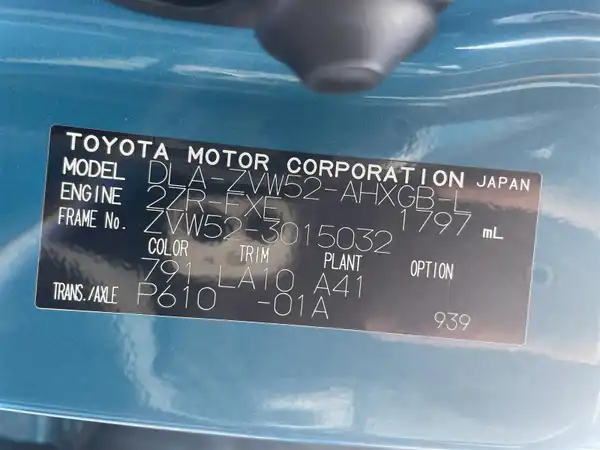 TOYOTA MOTOR CORPORATION JAPAN
MODEL DLA-ZVW52-AHXGB-L
ENGINE 2ZR-FXE 1797 mL
FRAME No. ZVW52-3015032
COLOR TRIM PLANT OPTION
791 LA10 A41
TRANS./AXLE P610 -01A
939